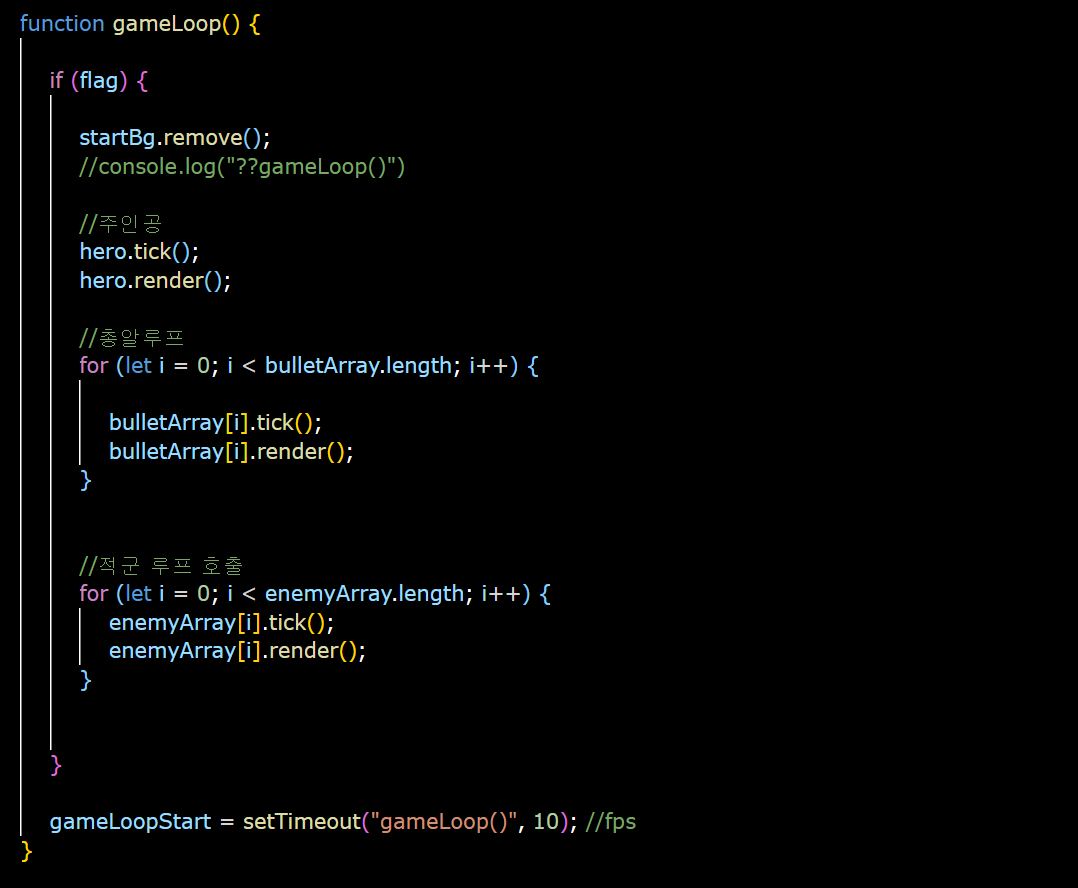 function gameLoop() {
if (flag) {
startBg.remove();
//console.log("??gameLoop()")
//주인공
hero.tick();
hero.render();
//총알루프
for (let i = 0; i < bulletArray.length; i++) {
bulletArray[i].tick();
bulletArray[i].render();
}
//적군 루프 호출
for (let i = 0; i < enemyArray.length; i++) {
enemyArray[i].tick();
enemyArray[i].render();
}
}
gameLoopStart = setTimeout("gameLoop()", 10); //fps
}